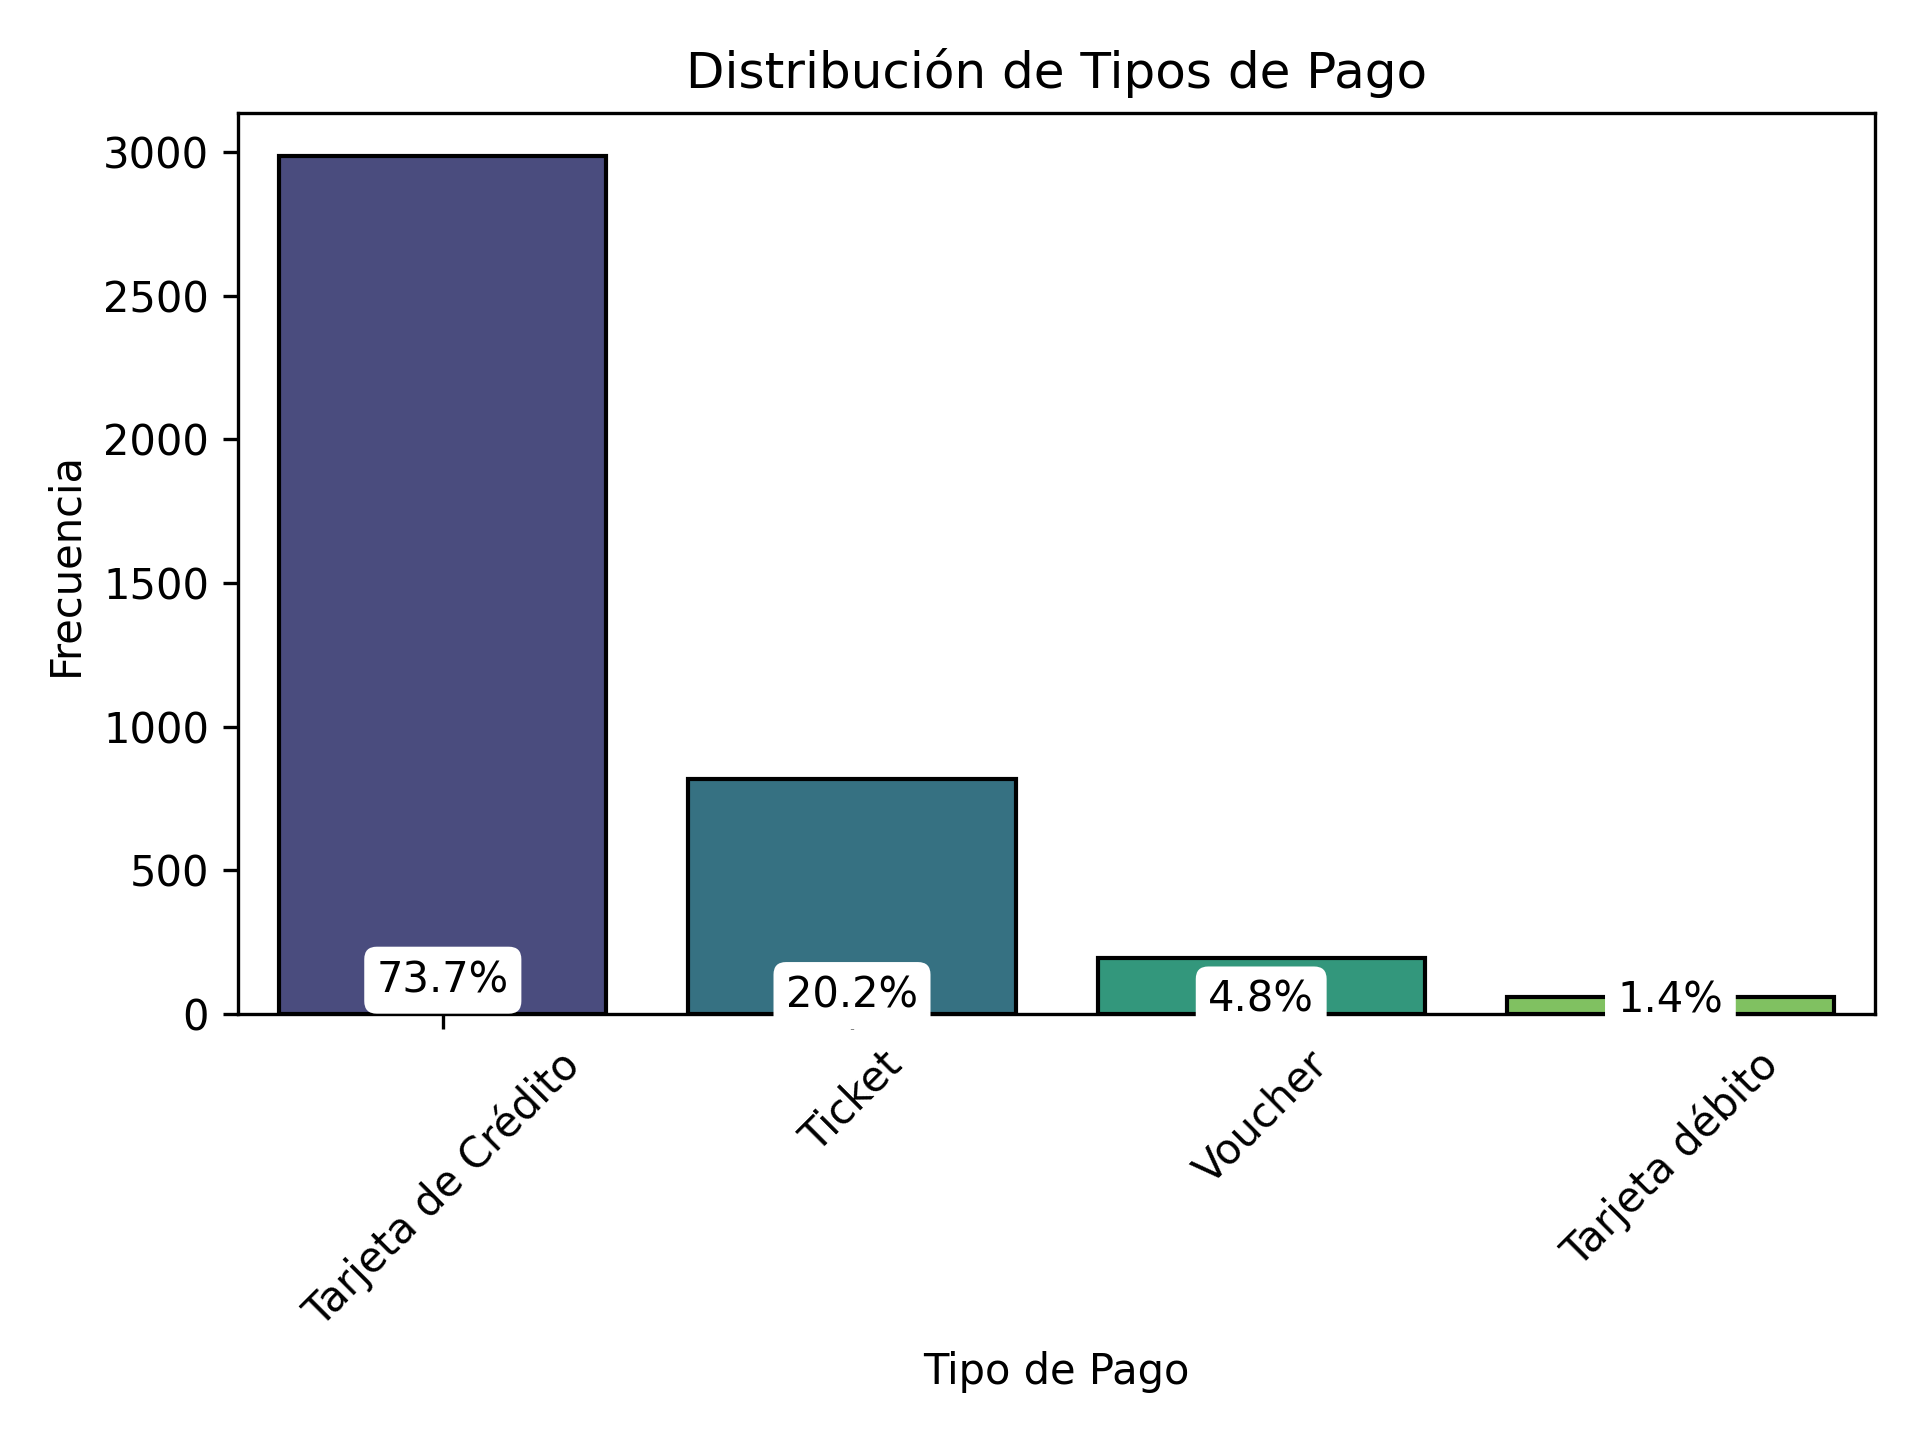 Distribución de Tipos de Pago
Frecuencia
3000
2500
2000
1500
1000
500
0
73.7%
20.2%
4.8%
1.4%
Tarjeta de Crédito
Ticket
Voucher
Tarjeta débito
Tipo de Pago